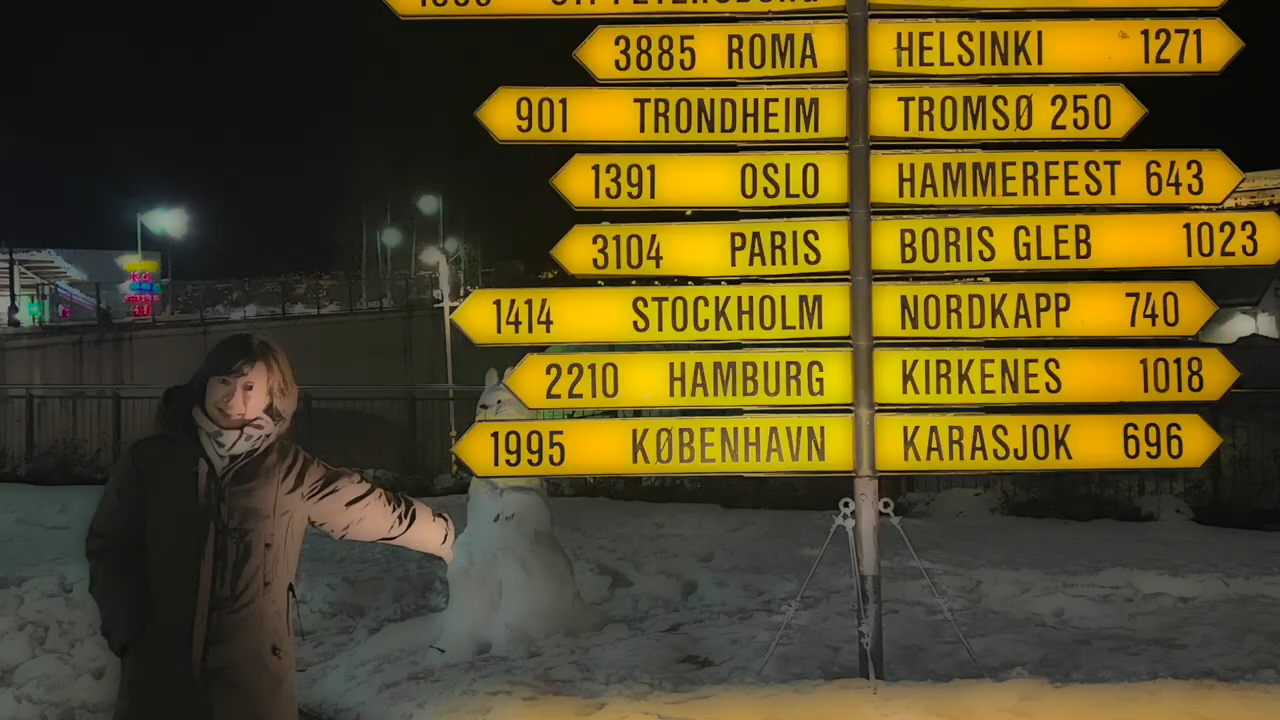 ROMA 3885
HELSINKI 1271
901 TRONDHEIM
TROMSØ 250
1391 OSLO
HAMMERFEST 643
3104 PARIS
BORIS GLEB 1023
1414 STOCKHOLM
NORDKAPP 740
2210 HAMBURG
KIRKENES 1018
1995 KØBENHAVN
KARASJOK 696